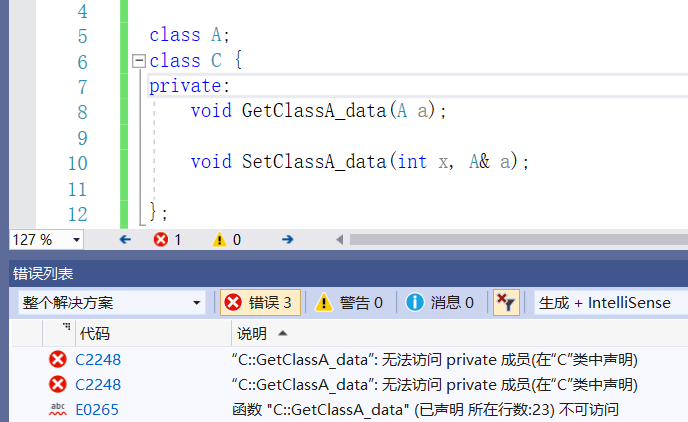 4
5 class A;
6 class C {
7 private:
8 void GetClassA_data(A a);
9
10 void SetClassA_data(int x, A& a);
11
12 };
127 % 1 0
错误列表
整个解决方案 错误 3 警告 0 消息 0 生成 + IntelliSense
代码 说明
C2248 “C::GetClassA_data”: 无法访问 private 成员(在“C”类中声明)
C2248 “C::GetClassA_data”: 无法访问 private 成员(在“C”类中声明)
abc E0265 函数 "C::GetClassA_data" (已声明 所在行数:23) 不可访问